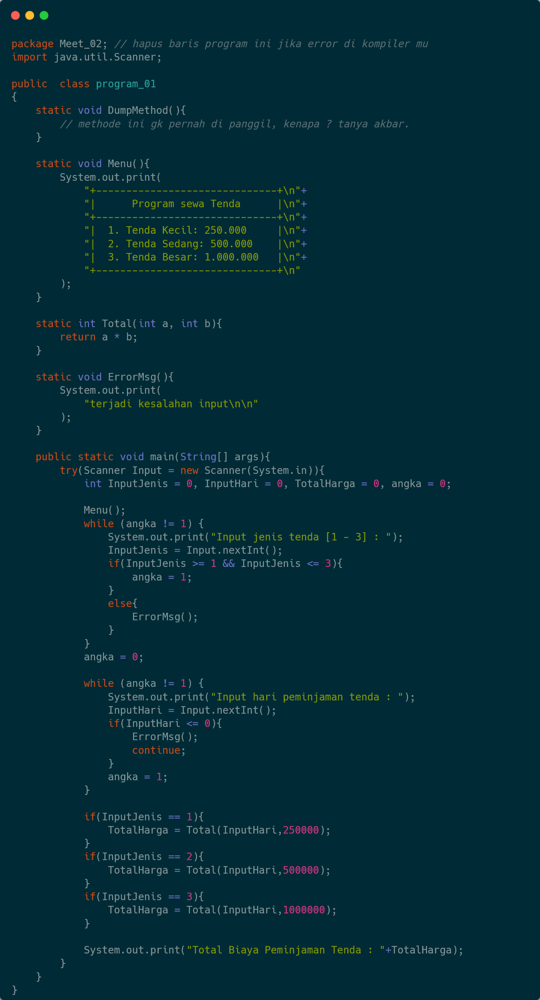 package Meet_02; // hapus baris program ini jika error di kompiler mu
import java.util.Scanner;

public  class program_01
{
    static void DumpMethod(){
        // methode ini gk pernah di panggil, kenapa ? tanya akbar.
    }

    static void Menu(){
        System.out.print(
            "+------------------------------+\n"+
            "|      Program sewa Tenda      |\n"+
            "+------------------------------+\n"+
            "|  1. Tenda Kecil: 250.000     |\n"+
            "|  2. Tenda Sedang: 500.000    |\n"+
            "|  3. Tenda Besar: 1.000.000   |\n"+
            "+------------------------------+\n"
        );
    }

    static int Total(int a, int b){
        return a * b;
    }

    static void ErrorMsg(){
        System.out.print(
            "terjadi kesalahan input\n\n"
        );
    }

    public static void main(String[] args){
        try(Scanner Input = new Scanner(System.in)){
            int InputJenis = 0, InputHari = 0, TotalHarga = 0, angka = 0;

            Menu();
            while (angka != 1) {
                System.out.print("Input jenis tenda [1 - 3] : ");
                InputJenis = Input.nextInt();
                if(InputJenis >= 1 && InputJenis <= 3){
                    angka = 1;
                }
                else{
                    ErrorMsg();
                }
            }
            angka = 0;

            while (angka != 1) {
                System.out.print("Input hari peminjaman tenda : ");
                InputHari = Input.nextInt();
                if(InputHari <= 0){
                    ErrorMsg();
                    continue;
                }
                angka = 1;
            }

            if(InputJenis == 1){
                TotalHarga = Total(InputHari,250000);
            }
            if(InputJenis == 2){
                TotalHarga = Total(InputHari,500000);
            }
            if(InputJenis == 3){
                TotalHarga = Total(InputHari,1000000);
            }

            System.out.print("Total Biaya Peminjaman Tenda : "+TotalHarga);
        }
    }
}